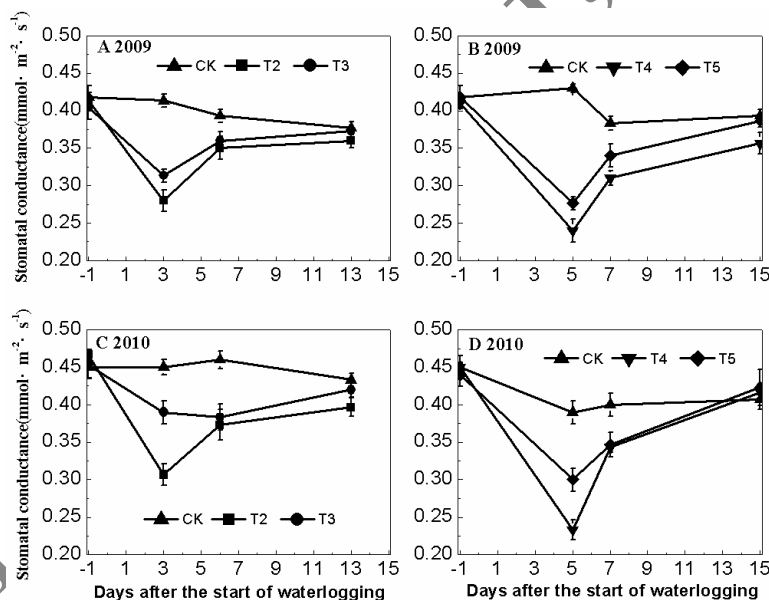 A 2009
CK T2 T3
Stomatal conductance(mmol· m⁻²· s⁻¹)
0.50
0.45
0.40
0.35
0.30
0.25
0.20
-1 1 3 5 7 9 11 13 15
B 2009
CK T4 T5
0.50
0.45
0.40
0.35
0.30
0.25
0.20
-1 1 3 5 7 9 11 13 15
C 2010
CK T2 T3
Stomatal conductance(mmol· m⁻²· s⁻¹)
0.50
0.45
0.40
0.35
0.30
0.25
0.20
-1 1 3 5 7 9 11 13 15
Days after the start of waterlogging
D 2010
CK T4 T5
0.50
0.45
0.40
0.35
0.30
0.25
0.20
-1 1 3 5 7 9 11 13 15
Days after the start of waterlogging